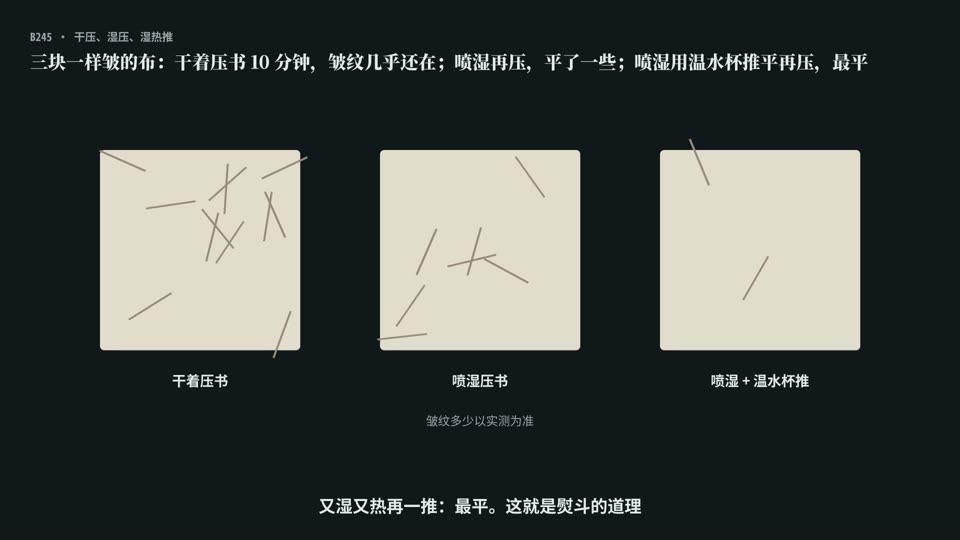 B245 · 干压、湿压、湿热推
三块一样皱的布：干着压书 10 分钟，皱纹几乎还在；喷湿再压，平了一些；喷湿用温水杯推平再压，最平
干着压书
喷湿压书
喷湿 + 温水杯推
皱纹多少以实测为准
又湿又热再一推：最平。这就是熨斗的道理